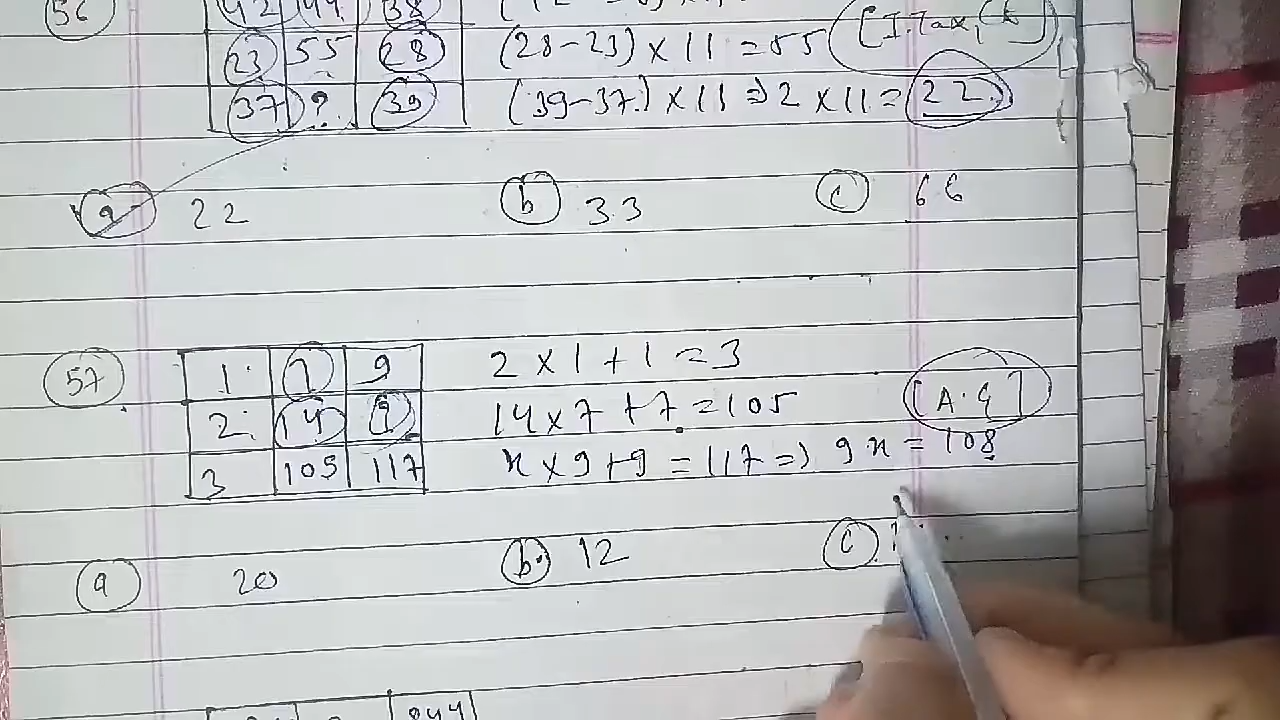 56 42 44 38
23 55 28 (28-23) × 11 = 55 [I.Tax,
37 ? 39 (39-37) × 11 ⇒ 2 × 11 = 22
a 22 b 33 c 66
57 1 7 9 2 × 1 + 1 = 3
2 14 ? 14 × 7 + 7 = 105 [A.G]
3 105 117 x × 9 + 9 = 117 ⇒ 9x = 108
a 20 b 12 c